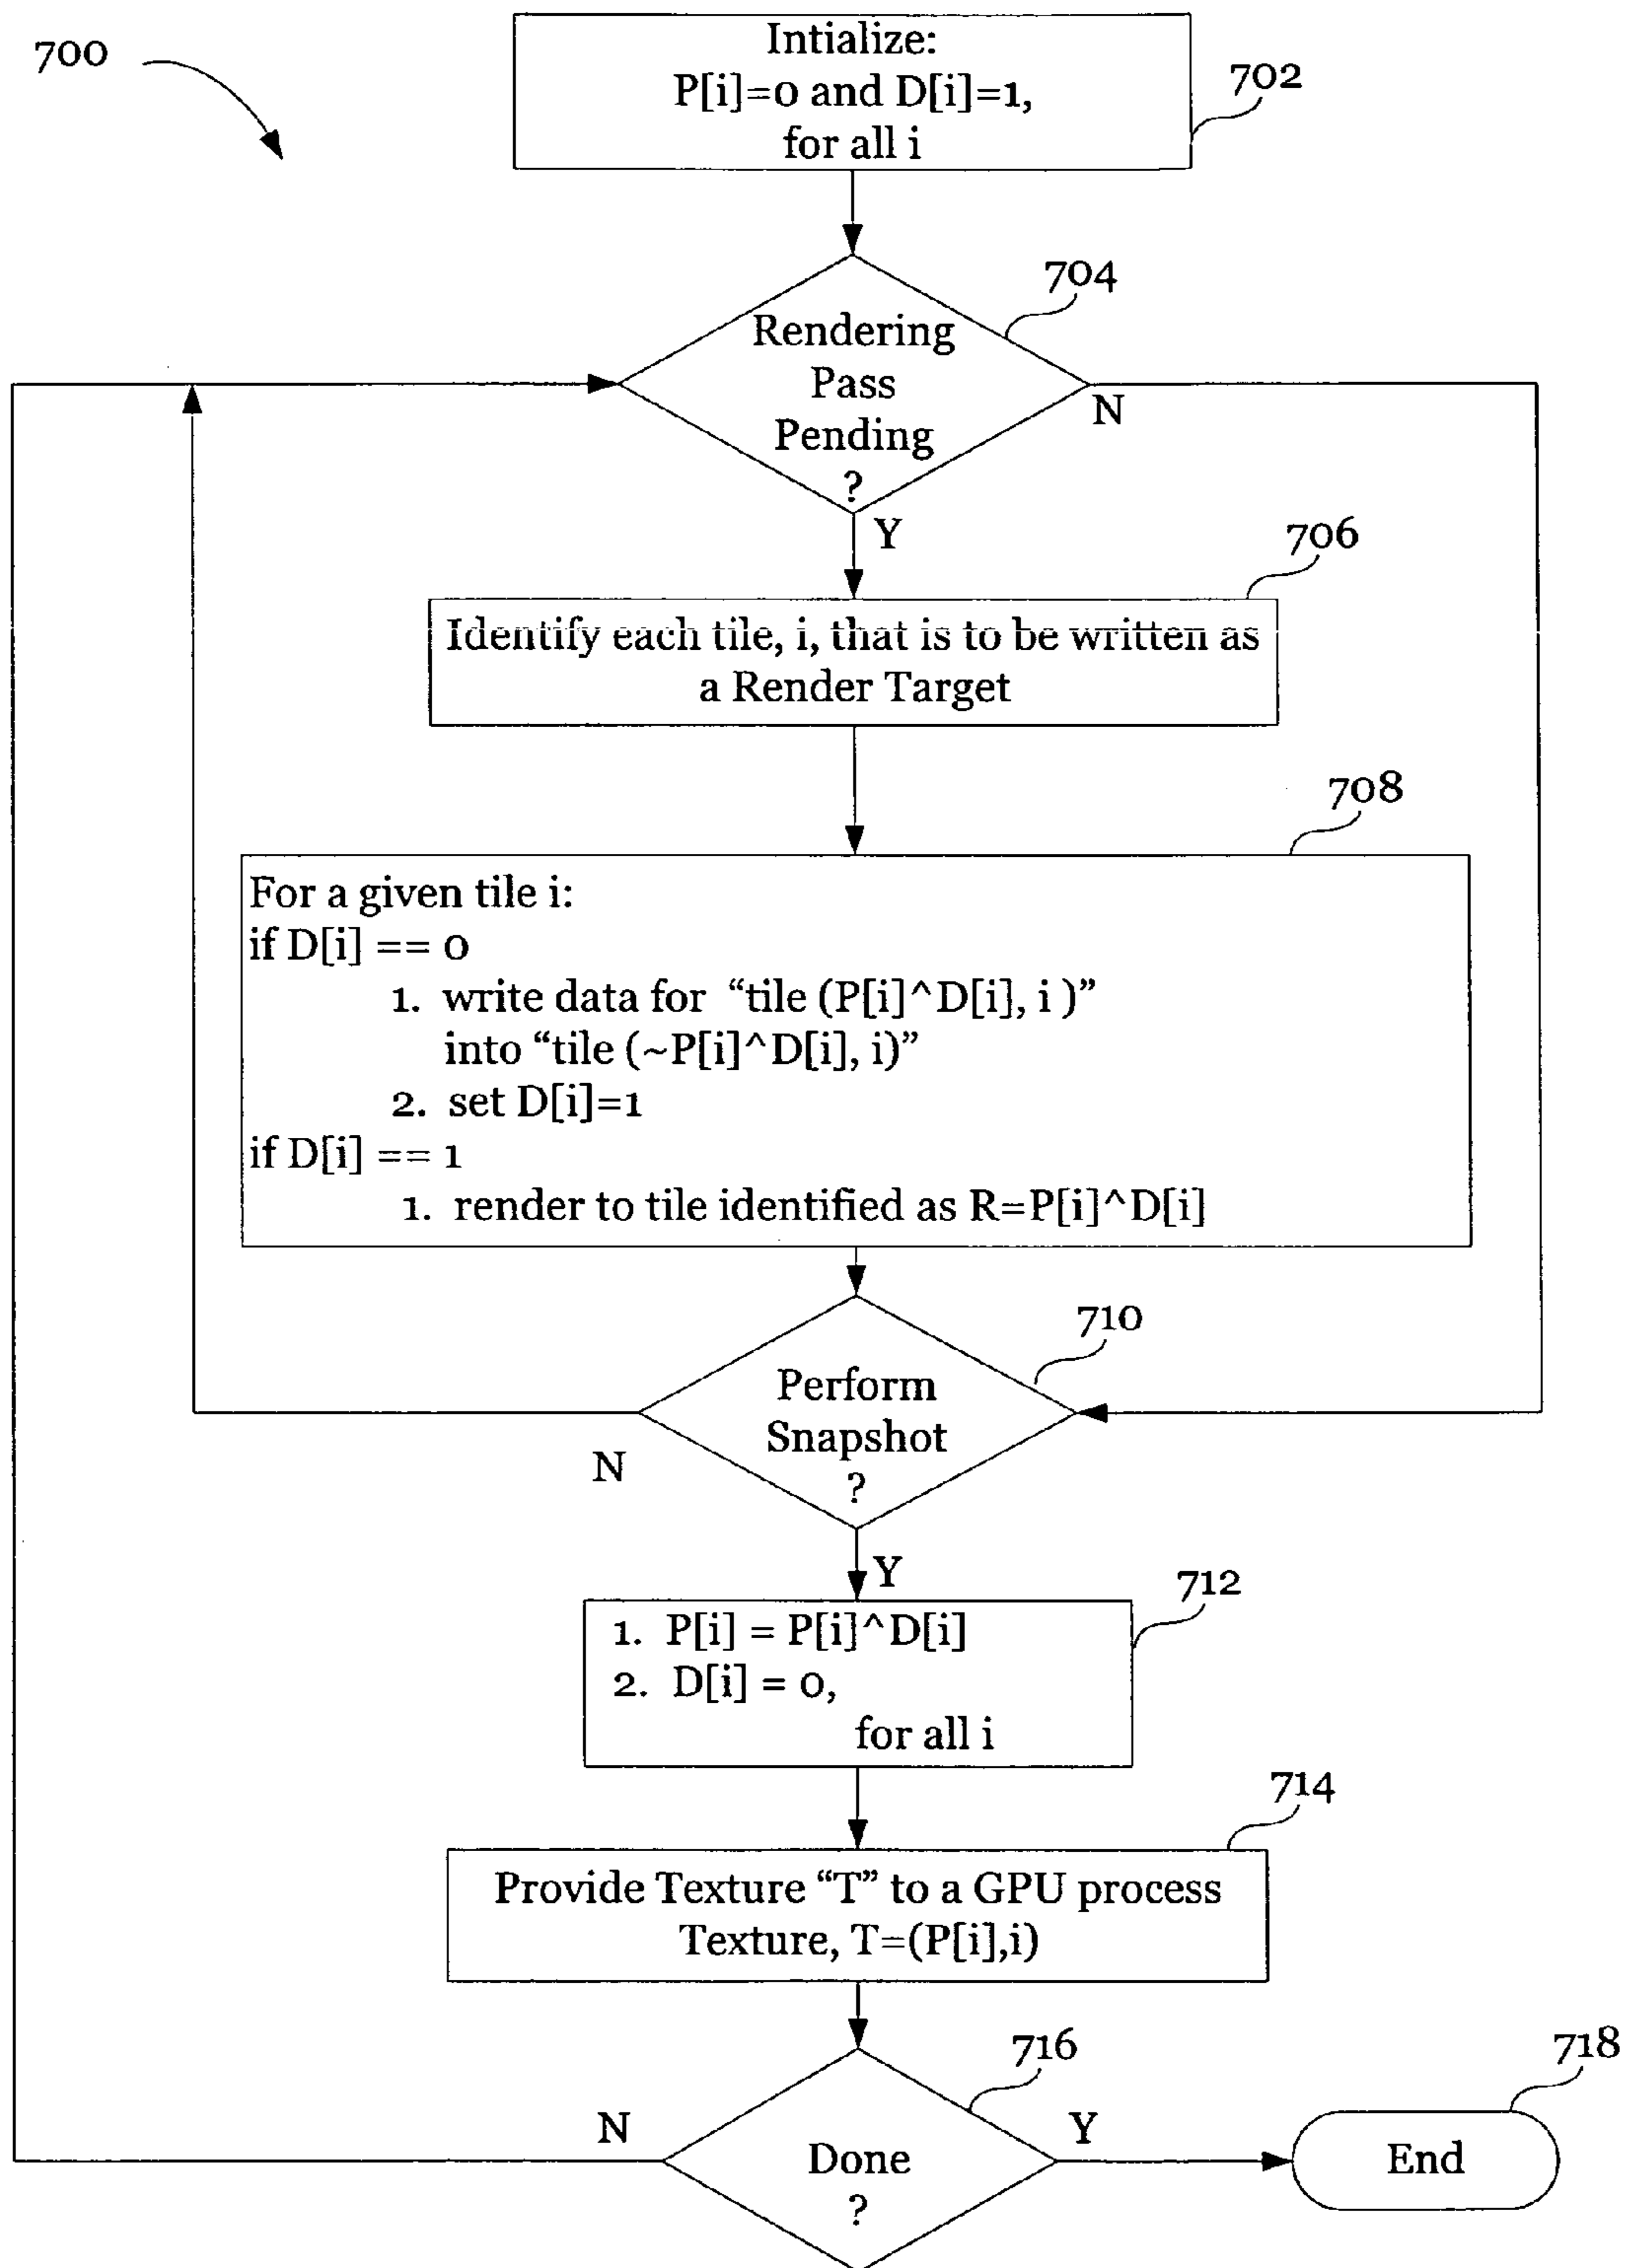 700
Intialize:
P[i]=0 and D[i]=1,
for all i
702
704
Rendering
Pass
Pending
?
N
Y
706
Identify each tile, i, that is to be written as
a Render Target
708
For a given tile i:
if D[i] == 0
1. write data for “tile (P[i]^D[i], i )”
into “tile (~P[i]^D[i], i)”
2. set D[i]=1
if D[i] == 1
1. render to tile identified as R=P[i]^D[i]
710
Perform
Snapshot
?
N
Y
712
1. P[i] = P[i]^D[i]
2. D[i] = 0,
for all i
714
Provide Texture “T” to a GPU process
Texture, T=(P[i],i)
716
718
N
Y
Done
?
End